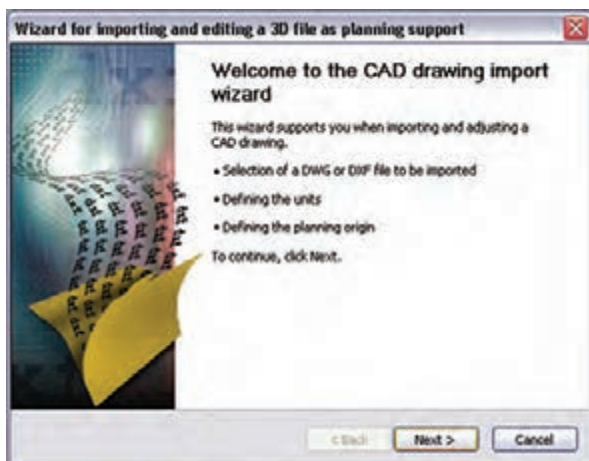 Wizard for importing and editing a 3D file as planning support
Welcome to the CAD drawing import
wizard
This wizard supports you when importing and adjusting a
CAD drawing.
• Selection of a DWG or DXF file to be imported
• Defining the units
• Defining the planning origin
To continue, click Next.
< Back
Next >
Cancel